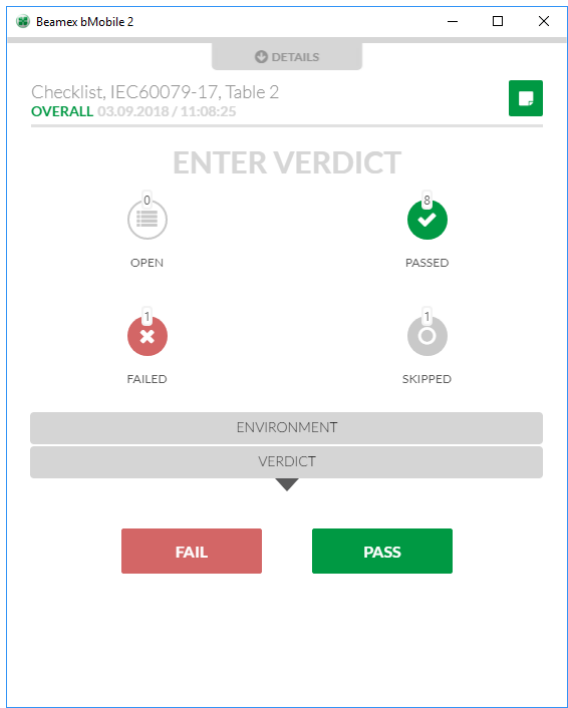 Beamex bMobile 2
DETAILS
Checklist, IEC60079-17, Table 2
OVERALL 03.09.2018 / 11:08:25
ENTER VERDICT
0
8
OPEN
PASSED
1
1
FAILED
SKIPPED
ENVIRONMENT
VERDICT
FAIL
PASS